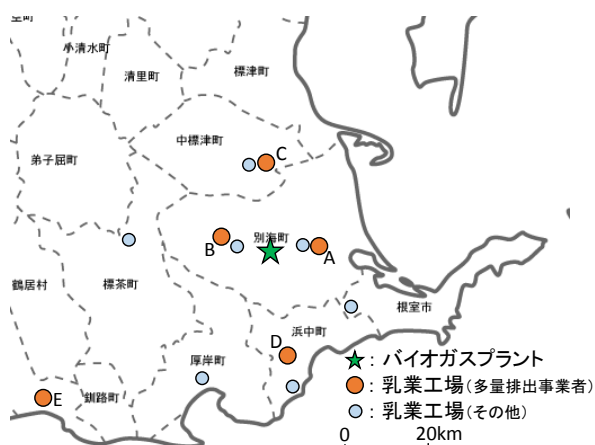 小清水町
清里町
標津町
中標津町
弟子屈町
C
別海町
B
A
鶴居村
標茶町
根室市
浜中町
D
厚岸町
E
釧路町
★：バイオガスプラント
：乳業工場（多量排出事業者）
：乳業工場（その他）
0 20km